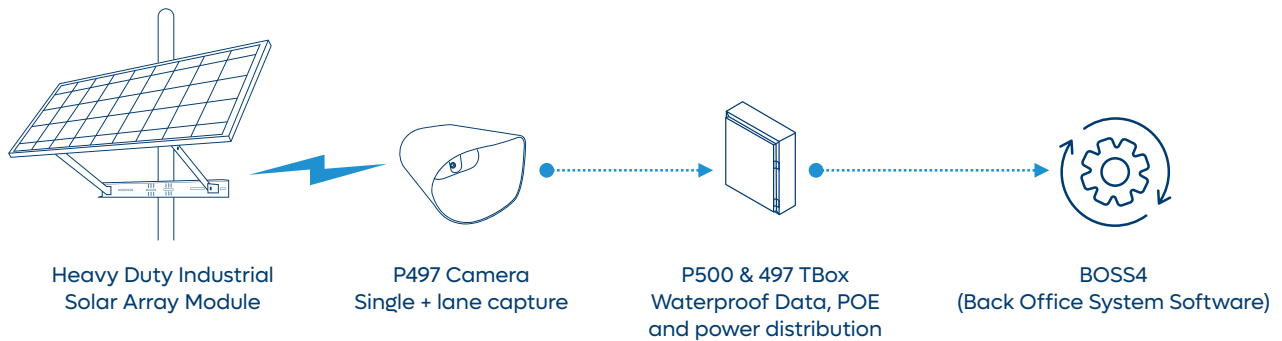 Heavy Duty Industrial
Solar Array Module
P497 Camera
Single + lane capture
P500 & 497 TBox
Waterproof Data, POE
and power distribution
BOSS4
(Back Office System Software)